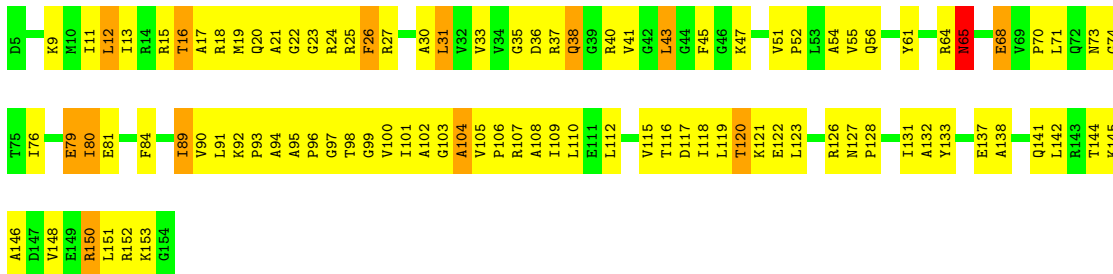 D5 K9 M10 I11 L12 I13 R14 R15 T16 A17 R18 M19 Q20 A21 G22 G23 R24 R25 F26 R27 A30 L31 V32 V33 V34 G35 D36 R37 Q38 G39 R40 V41 G42 L43 G44 F45 G46 K47 V51 P52 L53 A54 V55 Q56 Y61 R64 N65 E68 V69 P70 L71 Q72 N73 G74
T75 I76 E79 I80 E81 F84 I89 V90 L91 K92 P93 A94 A95 P96 G97 T98 G99 V100 I101 A102 G103 A104 V105 P106 R107 A108 I109 L110 E111 L112 V115 T116 D117 I118 L119 T120 K121 E122 L123 R126 N127 P128 I131 A132 Y133 E137 A138 Q141 L142 R143 T144 K145
A146 D147 V148 E149 R150 L151 R152 K153 G154